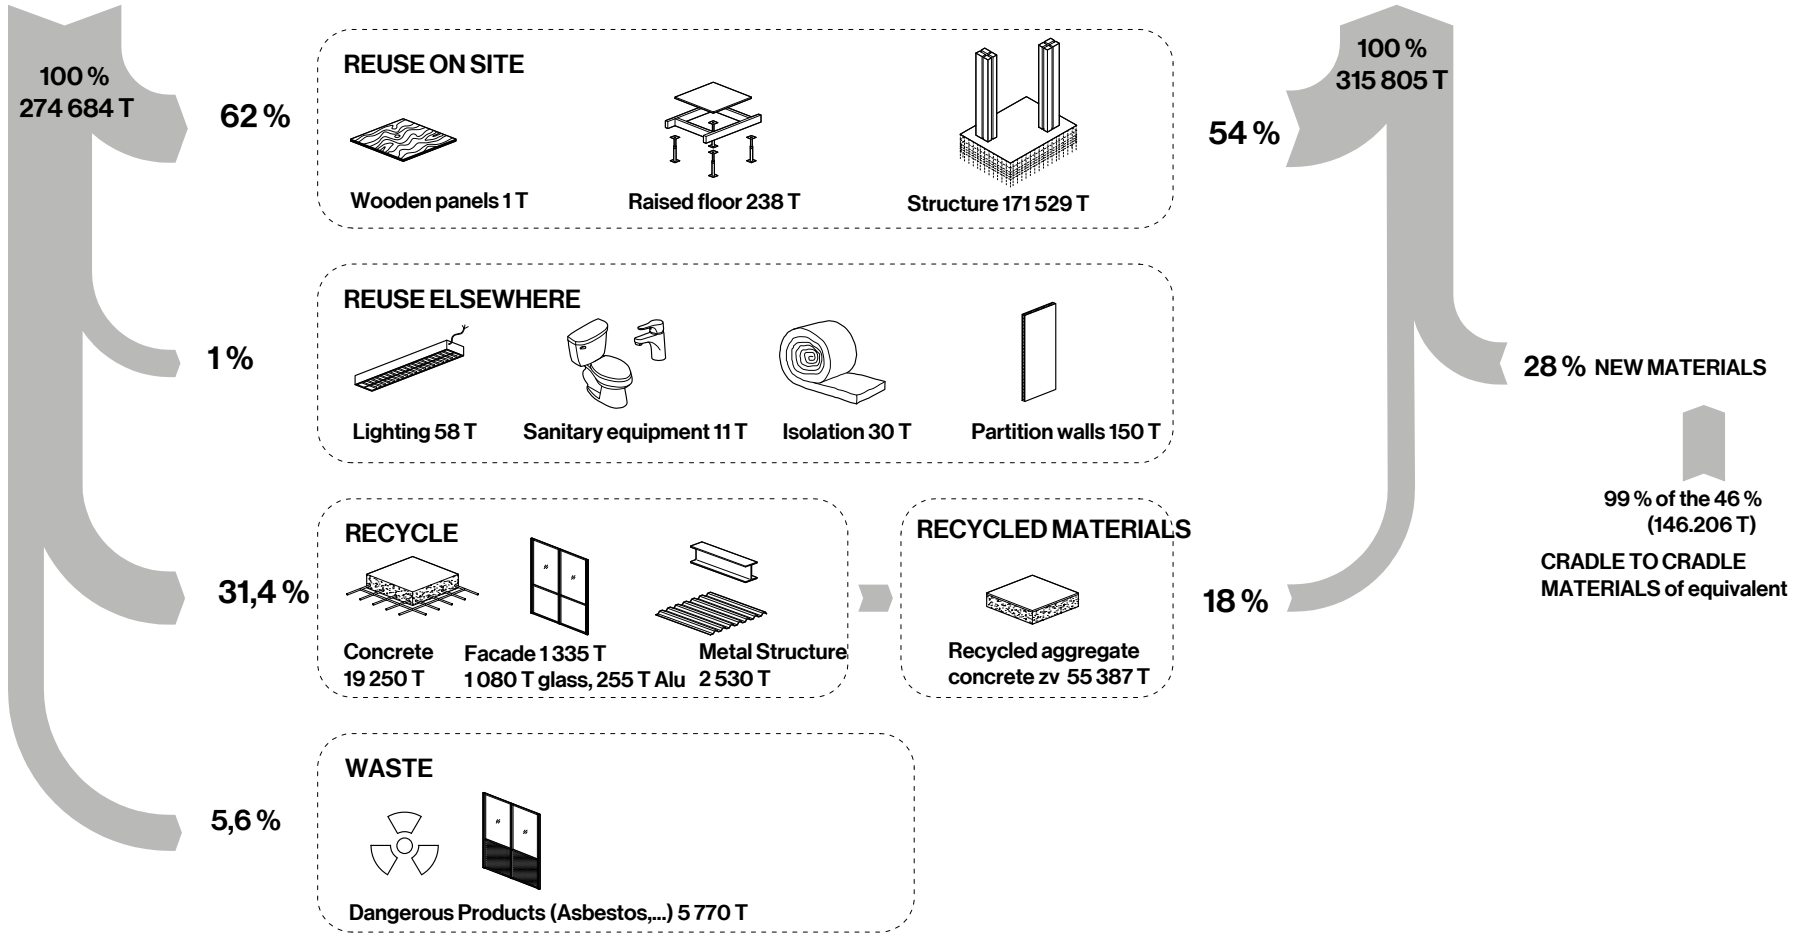 100 %
274 684 T
62 %
REUSE ON SITE
Wooden panels 1 T
Raised floor 238 T
Structure 171 529 T
54 %
100 %
315 805 T
1 %
REUSE ELSEWHERE
Lighting 58 T
Sanitary equipment 11 T
Isolation 30 T
Partition walls 150 T
28 % NEW MATERIALS
99 % of the 46 %
(146.206 T)
CRADLE TO CRADLE
MATERIALS of equivalent
31,4 %
RECYCLE
Concrete
19 250 T
Facade 1 335 T
1 080 T glass, 255 T Alu
Metal Structure
2 530 T
RECYCLED MATERIALS
Recycled aggregate
concrete zv 55 387 T
18 %
5,6 %
WASTE
Dangerous Products (Asbestos,...) 5 770 T